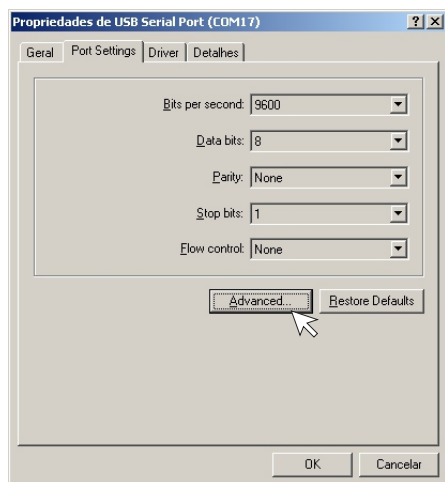 Propriedades de USB Serial Port (COM17)
Geral Port Settings Driver Detalhes
Bits per second: 9600
Data bits: 8
Parity: None
Stop bits: 1
Flow control: None
Advanced... Restore Defaults
OK Cancelar